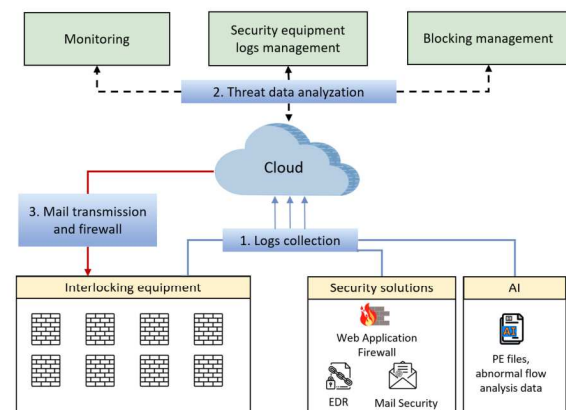 Monitoring
Security equipment
logs management
Blocking management
2. Threat data analyzation
Cloud
3. Mail transmission
and firewall
1. Logs collection
Interlocking equipment
Security solutions
AI
Web Application
Firewall
EDR
Mail Security
AI
PE files,
abnormal flow
analysis data